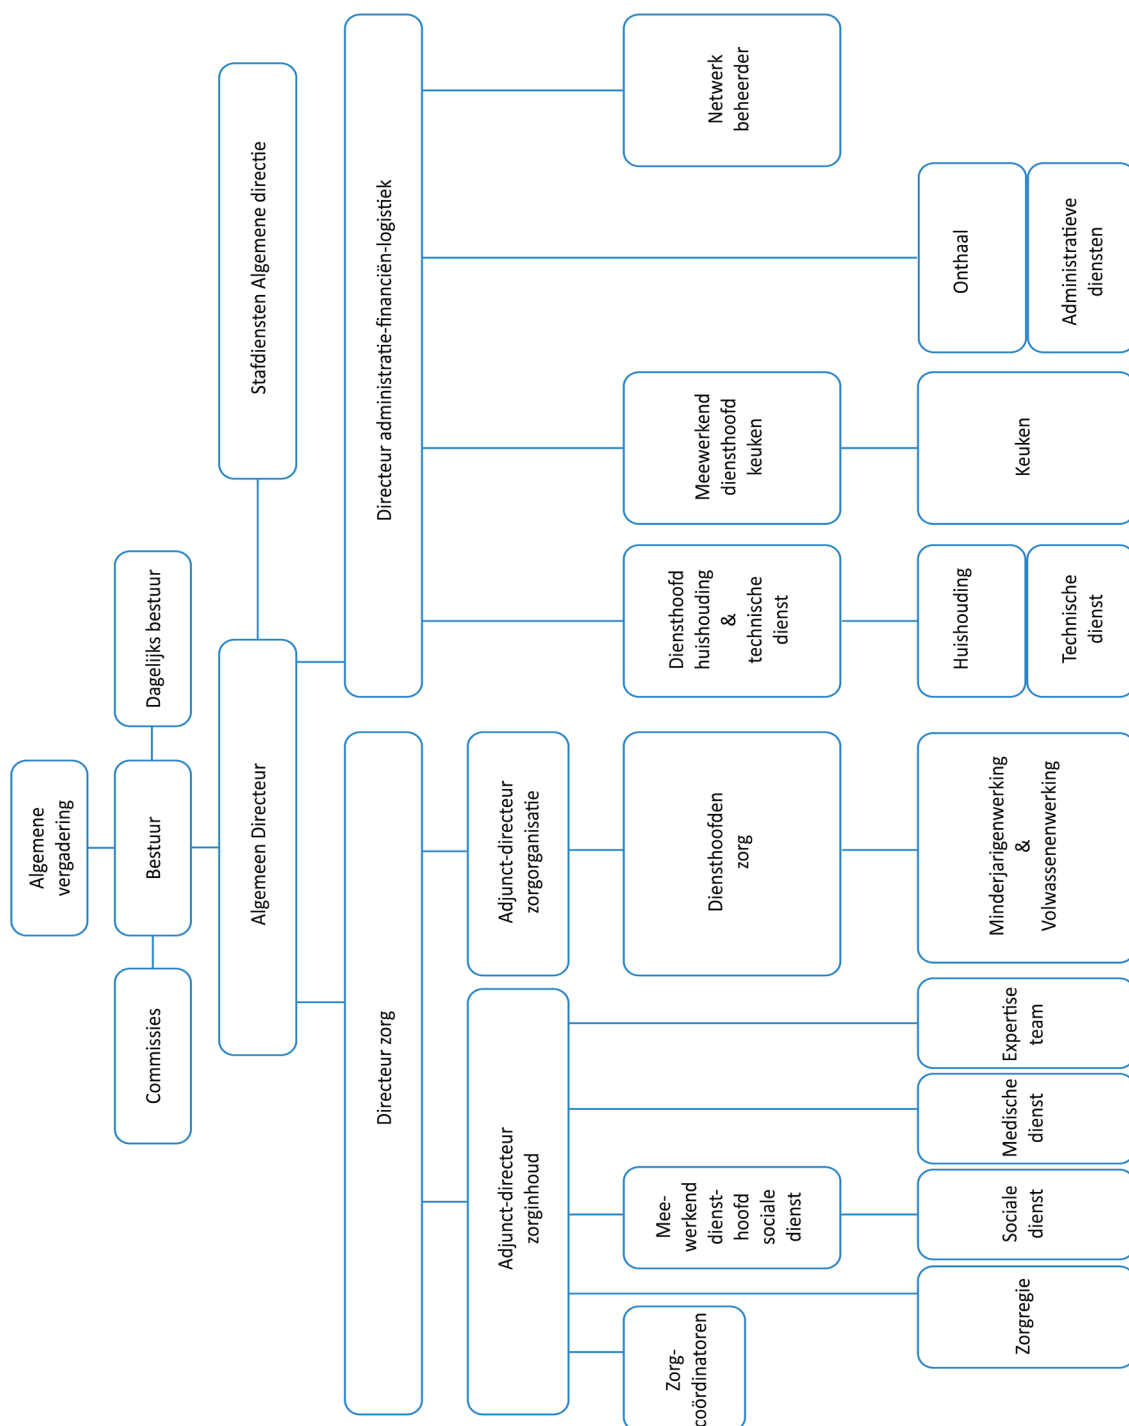 Algemene
vergadering
Commissies
Bestuur
Dagelijks bestuur
Algemeen Directeur
Stafdiensten Algemene directie
Directeur zorg
Directeur administratie-financiën-logistiek
Adjunct-directeur
zorginhoud
Adjunct-directeur
zorgorganisatie
Zorg-
coördinatoren
Mee-
werkend
dienst-
hoofd
sociale
dienst
Diensthoofden
zorg
Diensthoofd
huishouding
&
technische
dienst
Meewerkend
diensthoofd
keuken
Netwerk
beheerder
Zorgregie
Sociale
dienst
Medische
dienst
Expertise
team
Minderjarigenwerking
&
Volwassenenwerking
Huishouding
Technische
dienst
Keuken
Onthaal
Administratieve
diensten